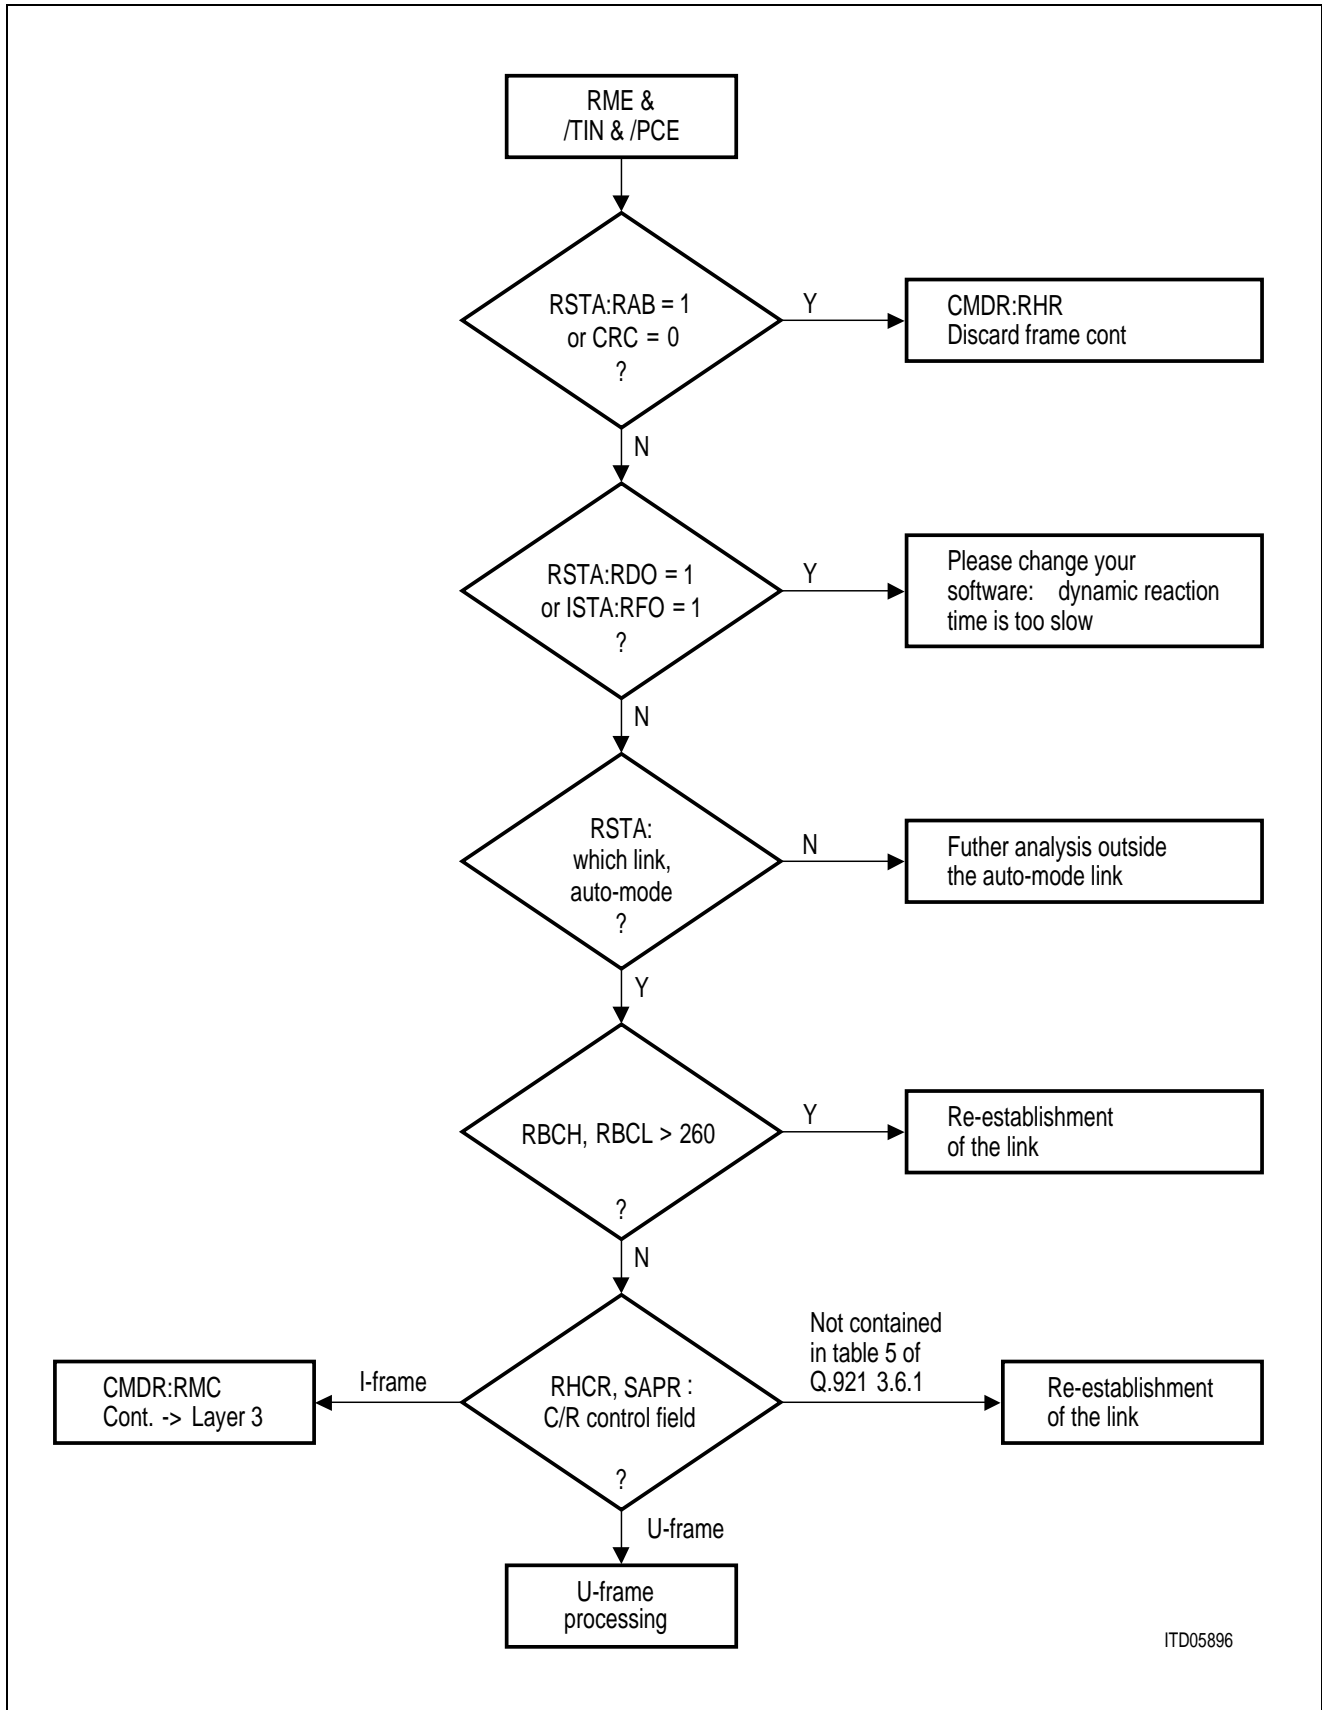 RME &
/TIN & /PCE
RSTA:RAB = 1
or CRC = 0
?
Y
CMDR:RHR
Discard frame cont
N
RSTA:RDO = 1
or ISTA:RFO = 1
?
Y
Please change your
software: dynamic reaction
time is too slow
N
RSTA:
which link,
auto-mode
?
N
Futher analysis outside
the auto-mode link
Y
RBCH, RBCL > 260
?
Y
Re-establishment
of the link
N
RHCR, SAPR :
C/R control field
?
I-frame
CMDR:RMC
Cont. -> Layer 3
Not contained
in table 5 of
Q.921 3.6.1
Re-establishment
of the link
U-frame
U-frame
processing
ITD05896